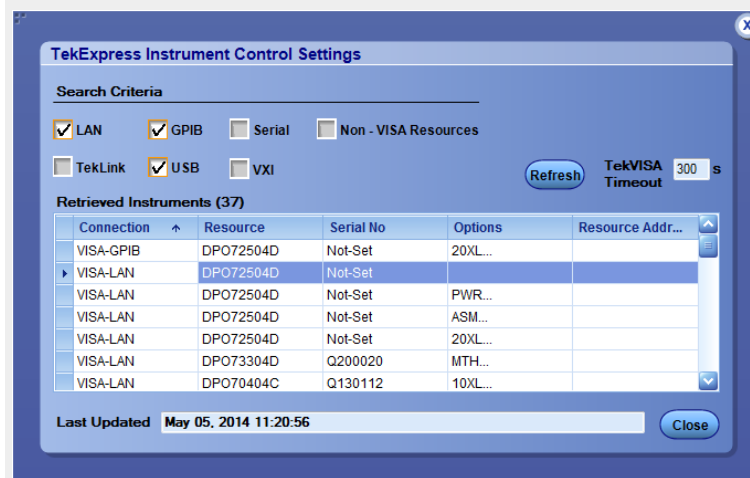 TekExpress Instrument Control Settings
Search Criteria
LAN GPIB Serial Non - VISA Resources
TekLink USB VXI Refresh TekVISA Timeout 300 s
Retrieved Instruments (37)
Connection Resource Serial No Options Resource Addr...
VISA-GPIB DPO72504D Not-Set 20XL...
VISA-LAN DPO72504D Not-Set
VISA-LAN DPO72504D Not-Set PWR...
VISA-LAN DPO72504D Not-Set ASM...
VISA-LAN DPO72504D Not-Set 20XL...
VISA-LAN DPO73304D Q200020 MTH...
VISA-LAN DPO70404C Q130112 10XL...
Last Updated May 05, 2014 11:20:56 Close